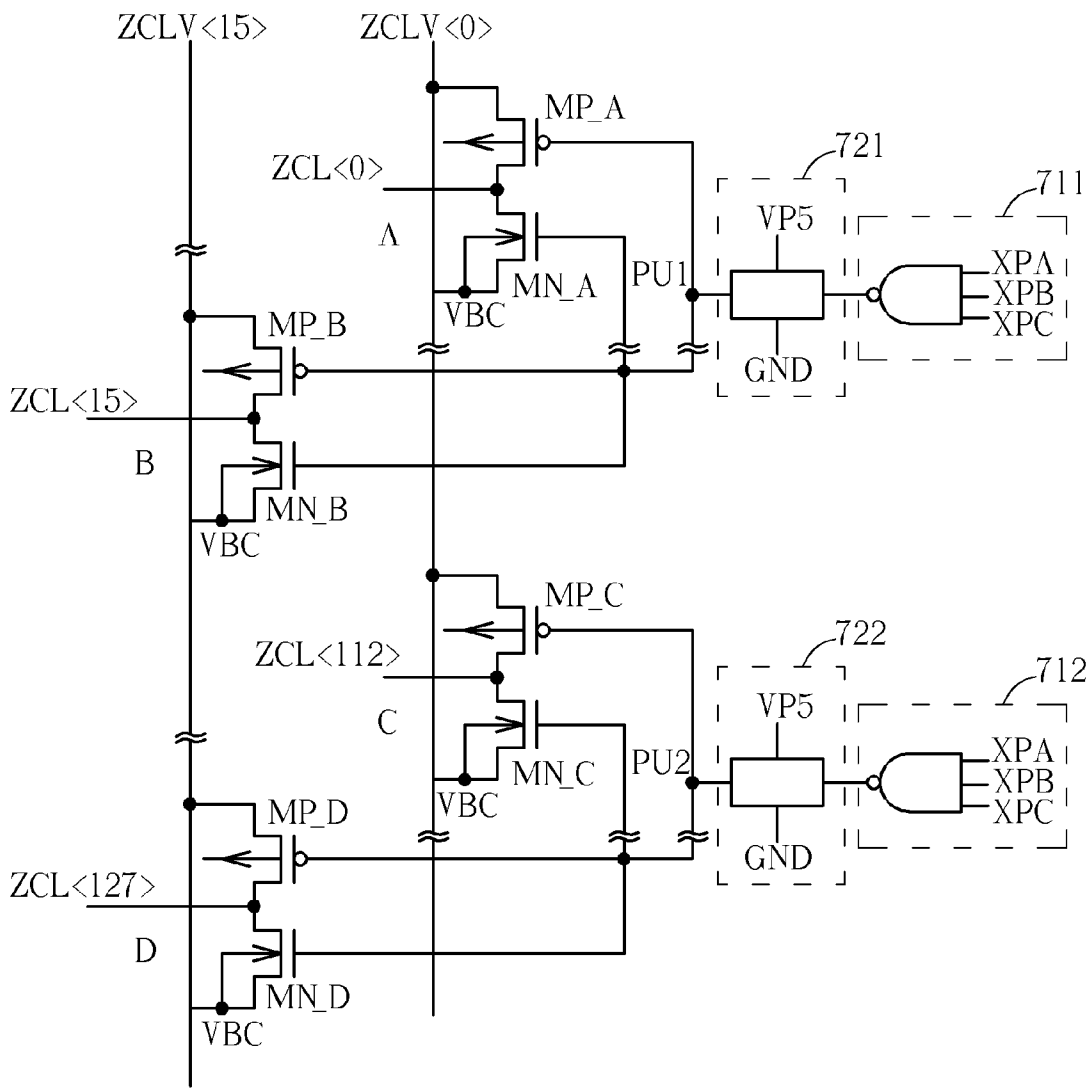 ZCLV<15>
ZCLV<0>
MP_A
721
711
ZCL<0>
VP5
XPA
A
XPB
PU1
XPC
MN_A
VBC
MP_B
GND
ZCL<15>
B
MN_B
VBC
MP_C
722
712
ZCL<112>
VP5
C
XPA
PU2
XPB
MN_C
XPC
VBC
MP_D
GND
ZCL<127>
D
MN_D
VBC